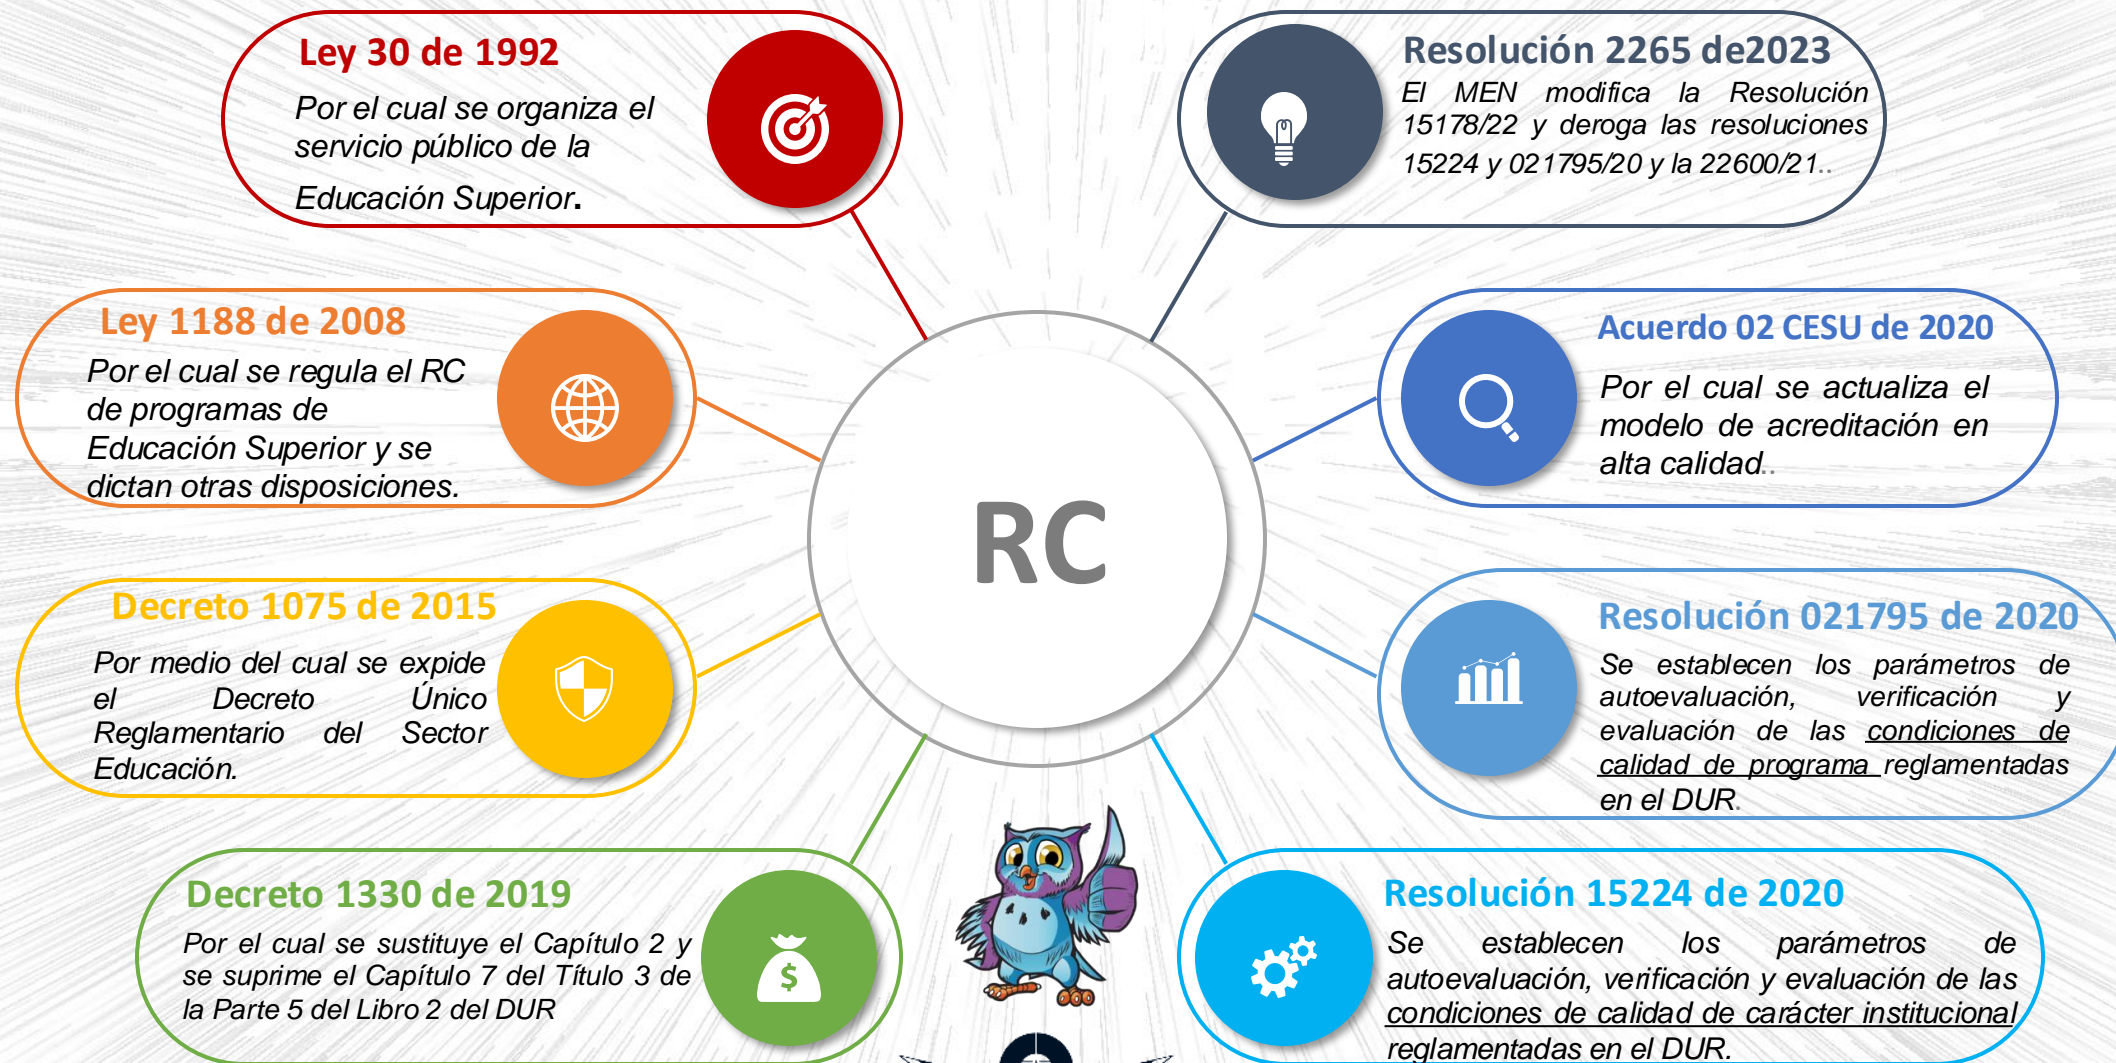 Ley 30 de 1992
Por el cual se organiza el
servicio público de la
Educación Superior.
Ley 1188 de 2008
Por el cual se regula el RC
de programas de
Educación Superior y se
dictan otras disposiciones.
Decreto 1075 de 2015
Por medio del cual se expide
el Decreto Único
Reglamentario del Sector
Educación.
Decreto 1330 de 2019
Por el cual se sustituye el Capítulo 2 y
se suprime el Capítulo 7 del Título 3 de
la Parte 5 del Libro 2 del DUR
RC
Resolución 2265 de2023
El MEN modifica la Resolución
15178/22 y deroga las resoluciones
15224 y 021795/20 y la 22600/21..
Acuerdo 02 CESU de 2020
Por el cual se actualiza el
modelo de acreditación en
alta calidad..
Resolución 021795 de 2020
Se establecen los parámetros de
autoevaluación, verificación y
evaluación de las condiciones de
calidad de programa reglamentadas
en el DUR.
Resolución 15224 de 2020
Se establecen los parámetros de
autoevaluación, verificación y evaluación de las
condiciones de calidad de carácter institucional
reglamentadas en el DUR.